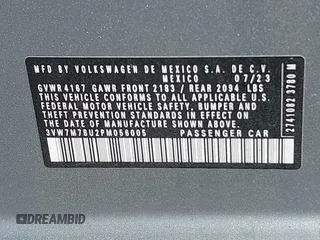 MFD BY VOLKSWAGEN DE MEXICO S.A. DE C.V.
MEXICO 07/23
GVWR 4167 GAWR FRONT 2183 / REAR 2094 LBS
THIS CAR CONFORMS TO ALL APPLICABLE U.S.
FEDERAL MOTOR VEHICLE SAFETY, BUMPER AND
THEFT PREVENTION STANDARDS IN EFFECT ON
THE DATE OF MANUFACTURE SHOWN ABOVE.
3VW7M7BU2PM056005 PASSENGER CAR
2741082 3780 M
DREAMBID